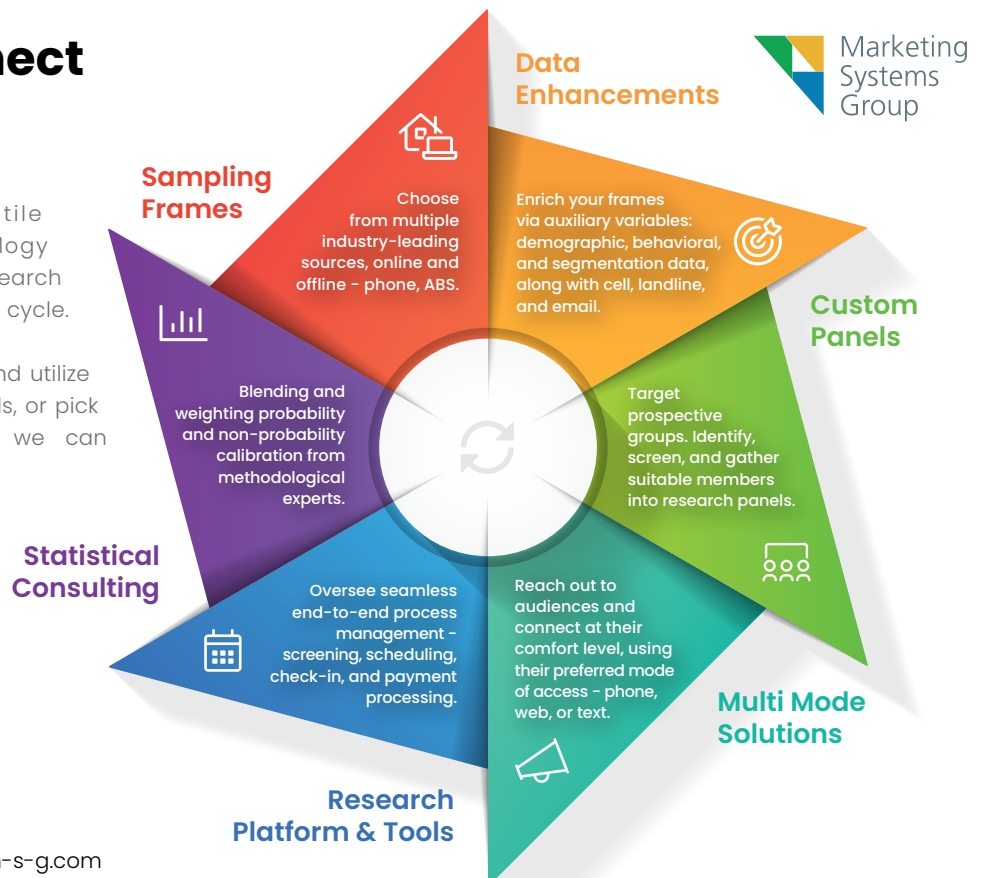 Data
Enhancements
Marketing
Systems
Group
Sampling
Frames
Choose
from multiple
industry-leading
sources, online and
offline - phone, ABS.
Enrich your frames
via auxiliary variables:
demographic, behavioral,
and segmentation data,
along with cell, landline,
and email.
cycle.
nd utilize
or pick
we can
Custom
Panels
Target
prospective
groups. Identify,
screen, and gather
suitable members
into research panels.
Blending and
weighting probability
and non-probability
calibration from
methodological
experts.
Statistical
Consulting
Oversee seamless
end-to-end process
management -
screening, scheduling,
check-in, and payment
processing.
Reach out to
audiences and
connect at their
comfort level, using
their preferred mode
of access - phone,
web, or text.
Multi Mode
Solutions
Research
Platform & Tools
-s-g.com